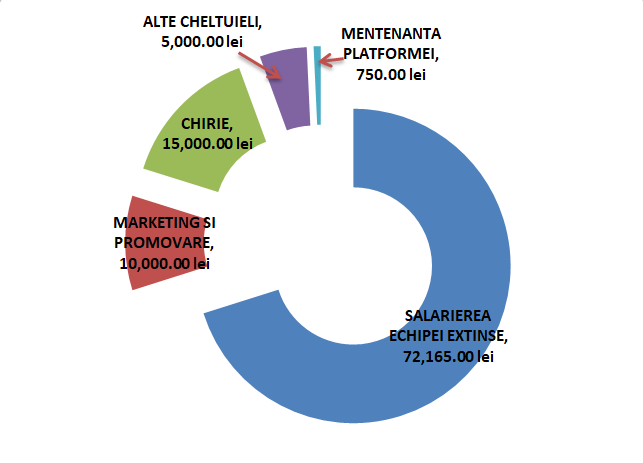 ALTE CHELTUIELI,
5,000.00 lei
MENTENANTA
PLATFORMEI,
750.00 lei
CHIRIE,
15,000.00 lei
MARKETING SI
PROMOVARE,
10,000.00 lei
SALARIEREA
ECHIPEI EXTINSE,
72,165.00 lei